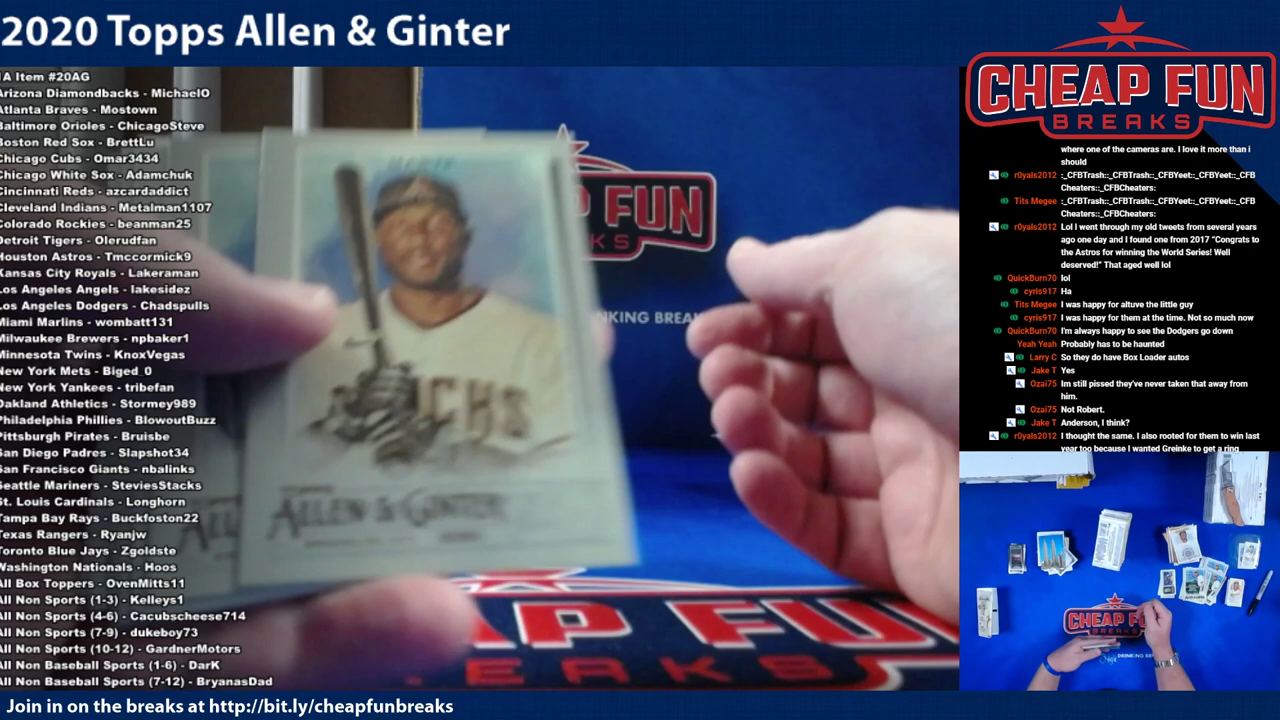 2020 Topps Allen & Ginter
1A Item #20AG
Arizona Diamondbacks - MichaelO
Atlanta Braves - Mostown
Baltimore Orioles - ChicagoSteve
Boston Red Sox - BrettLu
Chicago Cubs - Omar3434
Chicago White Sox - Adamchuk
Cincinnati Reds - azcardaddict
Cleveland Indians - Metalman1107
Colorado Rockies - beanman25
Detroit Tigers - Olerudfan
Houston Astros - Tmccormick9
Kansas City Royals - Lakeraman
Los Angeles Angels - lakesidez
Los Angeles Dodgers - Chadspulls
Miami Marlins - wombatt131
Milwaukee Brewers - npbaker1
Minnesota Twins - KnoxVegas
New York Mets - Biged_0
New York Yankees - tribefan
Oakland Athletics - Stormey989
Philadelphia Phillies - BlowoutBuzz
Pittsburgh Pirates - Bruisbe
San Diego Padres - Slapshot34
San Francisco Giants - nbalinks
Seattle Mariners - SteviesStacks
St. Louis Cardinals - Longhorn
Tampa Bay Rays - Buckfoston22
Texas Rangers - Ryanjw
Toronto Blue Jays - Zgoldste
Washington Nationals - Hoos
All Box Toppers - OvenMitts11
All Non Sports (1-3) - Kelleys1
All Non Sports (4-6) - Cacubscheese714
All Non Sports (7-9) - dukeboy73
All Non Sports (10-12) - GardnerMotors
All Non Baseball Sports (1-6) - DarK
All Non Baseball Sports (7-12) - BryanasDad
FUN
KS
NKING BREA
CKS
ALLEN & GINTER
AP FUN
EAKS
CHEAP FUN
BREAKS
where one of the cameras are. I love it more than i
should
r0yals2012 :_CFBTrash::_CFBTrash::_CFBYeet::_CFBYeet::_CFB
Cheaters::_CFBCheaters:
Tits Megee :_CFBTrash::_CFBTrash::_CFBYeet::_CFBYeet::_CFB
Cheaters::_CFBCheaters:
r0yals2012 Lol I went through my old tweets from several years
ago one day and I found one from 2017 "Congrats to
the Astros for winning the World Series! Well
deserved!" That aged well lol
QuickBurn70 lol
cyris917 Ha
Tits Megee I was happy for altuve the little guy
cyris917 I was happy for them at the time. Not so much now
QuickBurn70 I'm always happy to see the Dodgers go down
Yeah Yeah Probably has to be haunted
Larry C So they do have Box Loader autos
Jake T Yes
Ozai75 Im still pissed they've never taken that away from
him.
Ozai75 Not Robert.
Jake T Anderson, I think?
r0yals2012 I thought the same. I also rooted for them to win last
year too because I wanted Greinke to get a ring
CHEAP FUN
BREAKS
Join in on the breaks at http://bit.ly/cheapfunbreaks